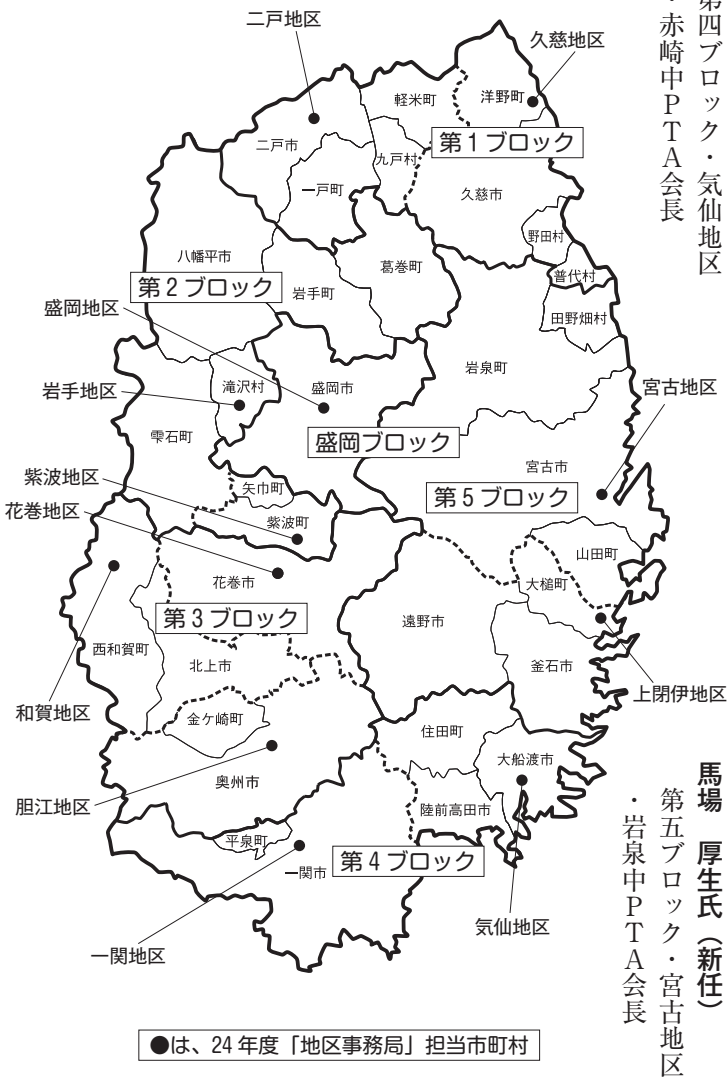 第四ブロック・気仙地区
・赤崎中ＰＴＡ会長
二戸地区
久慈地区
軽米町
洋野町
二戸市
第１ブロック
九戸村
一戸町
久慈市
野田村
八幡平市
葛巻町
普代村
第２ブロック
岩手町
田野畑村
盛岡地区
岩泉町
滝沢村
盛岡市
宮古地区
岩手地区
雫石町
盛岡ブロック
宮古市
紫波地区
矢巾町
第５ブロック
花巻地区
紫波町
山田町
花巻市
大槌町
第３ブロック
遠野市
西和賀町
北上市
釜石市
上閉伊地区
和賀地区
金ケ崎町
住田町
大船渡市
奥州市
胆江地区
陸前高田市
平泉町
第４ブロック
一関市
気仙地区
一関地区
馬場　厚生氏（新任）
第五ブロック・宮古地区
・岩泉中ＰＴＡ会長
●は、24年度「地区事務局」担当市町村